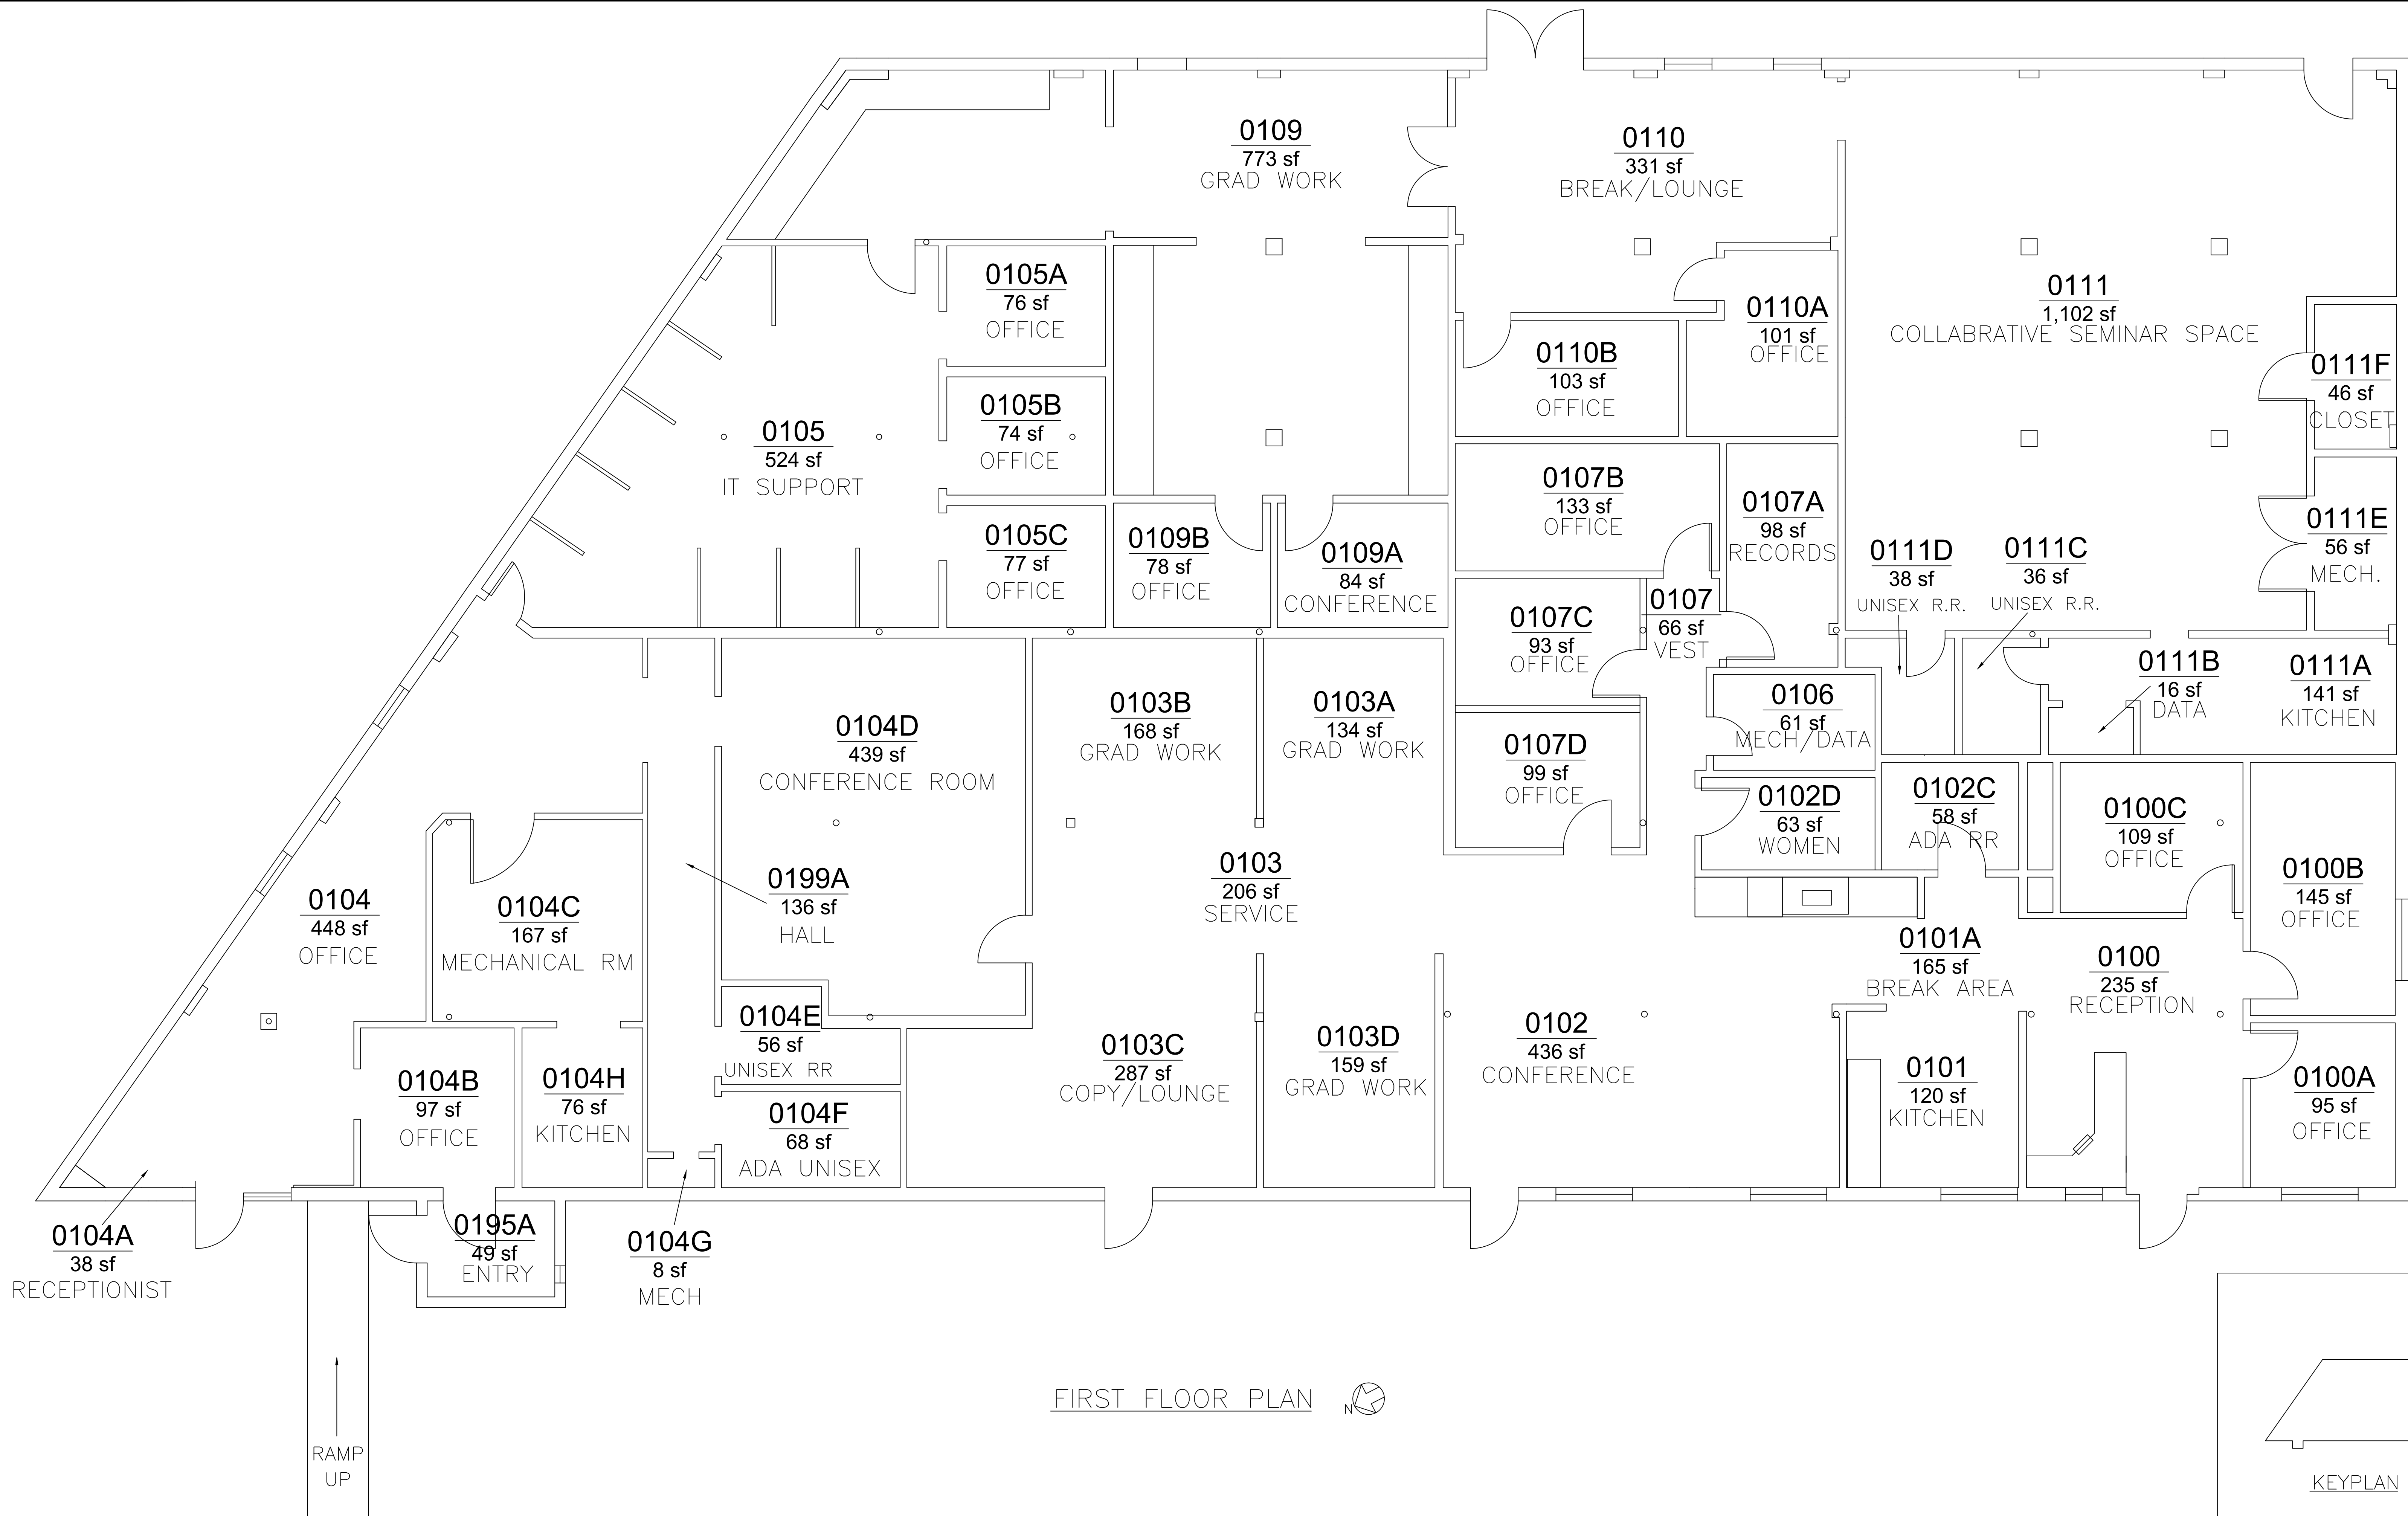 0109
773 sf
GRAD WORK
0110
331 sf
BREAK/LOUNGE
0105A
76 sf
OFFICE
0110A
101 sf
OFFICE
0111
1,102 sf
COLLABRATIVE SEMINAR SPACE
0110B
103 sf
OFFICE
0111F
46 sf
CLOSET
0105
524 sf
IT SUPPORT
0105B
74 sf
OFFICE
0107B
133 sf
OFFICE
0107A
98 sf
RECORDS
0105C
77 sf
OFFICE
0109B
78 sf
OFFICE
0109A
84 sf
CONFERENCE
0111D
38 sf
UNISEX R.R.
0111C
36 sf
UNISEX R.R.
0111E
56 sf
MECH.
0107C
93 sf
OFFICE
0107
66 sf
VEST
0104D
439 sf
CONFERENCE ROOM
0103B
168 sf
GRAD WORK
0103A
134 sf
GRAD WORK
0106
61 sf
MECH/DATA
0111B
16 sf
DATA
0111A
141 sf
KITCHEN
0107D
99 sf
OFFICE
0102D
63 sf
WOMEN
0102C
58 sf
ADA RR
0100C
109 sf
OFFICE
0100B
145 sf
OFFICE
0104
448 sf
OFFICE
0104C
167 sf
MECHANICAL RM
0199A
136 sf
HALL
0103
206 sf
SERVICE
0101A
165 sf
BREAK AREA
0100
235 sf
RECEPTION
0104E
56 sf
UNISEX RR
0103C
287 sf
COPY/LOUNGE
0103D
159 sf
GRAD WORK
0102
436 sf
CONFERENCE
0104B
97 sf
OFFICE
0104H
76 sf
KITCHEN
0104F
68 sf
ADA UNISEX
0101
120 sf
KITCHEN
0100A
95 sf
OFFICE
0104A
38 sf
RECEPTIONIST
0195A
49 sf
ENTRY
0104G
8 sf
MECH
FIRST FLOOR PLAN
N
RAMP
UP
KEYPLAN